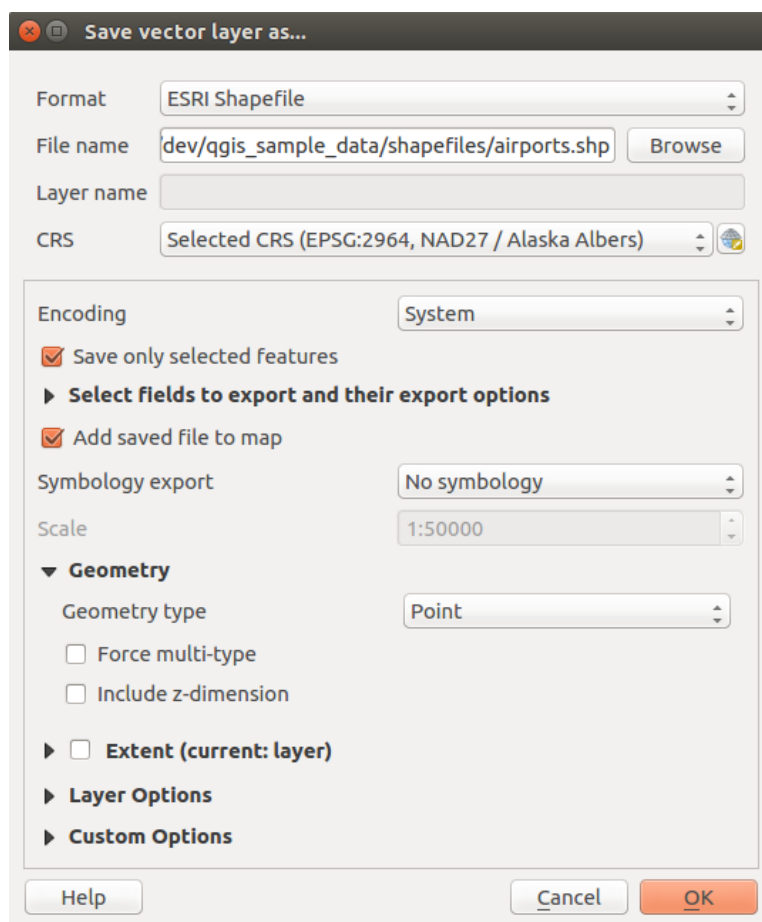 Save vector layer as...
Format ESRI Shapefile
File name dev/qgis_sample_data/shapefiles/airports.shp Browse
Layer name
CRS Selected CRS (EPSG:2964, NAD27 / Alaska Albers)
Encoding System
Save only selected features
Select fields to export and their export options
Add saved file to map
Symbology export No symbology
Scale 1:50000
Geometry
Geometry type Point
Force multi-type
Include z-dimension
Extent (current: layer)
Layer Options
Custom Options
Help Cancel OK